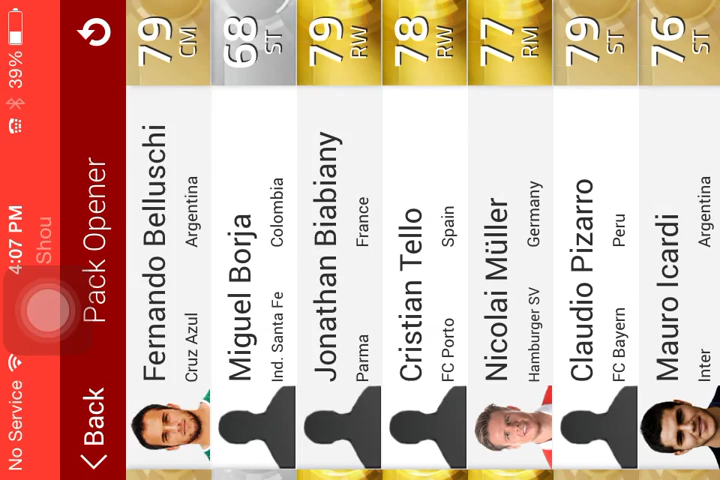 No Service 4:07 PM 39%
Shou
Back Pack Opener
Fernando Belluschi 79
Cruz Azul Argentina CM
Miguel Borja 68
Ind. Santa Fe Colombia ST
Jonathan Biabiany 79
Parma France RW
Cristian Tello 78
FC Porto Spain RW
Nicolai Müller 77
Hamburger SV Germany RM
Claudio Pizarro 79
FC Bayern Peru ST
Mauro Icardi 76
Inter Argentina ST